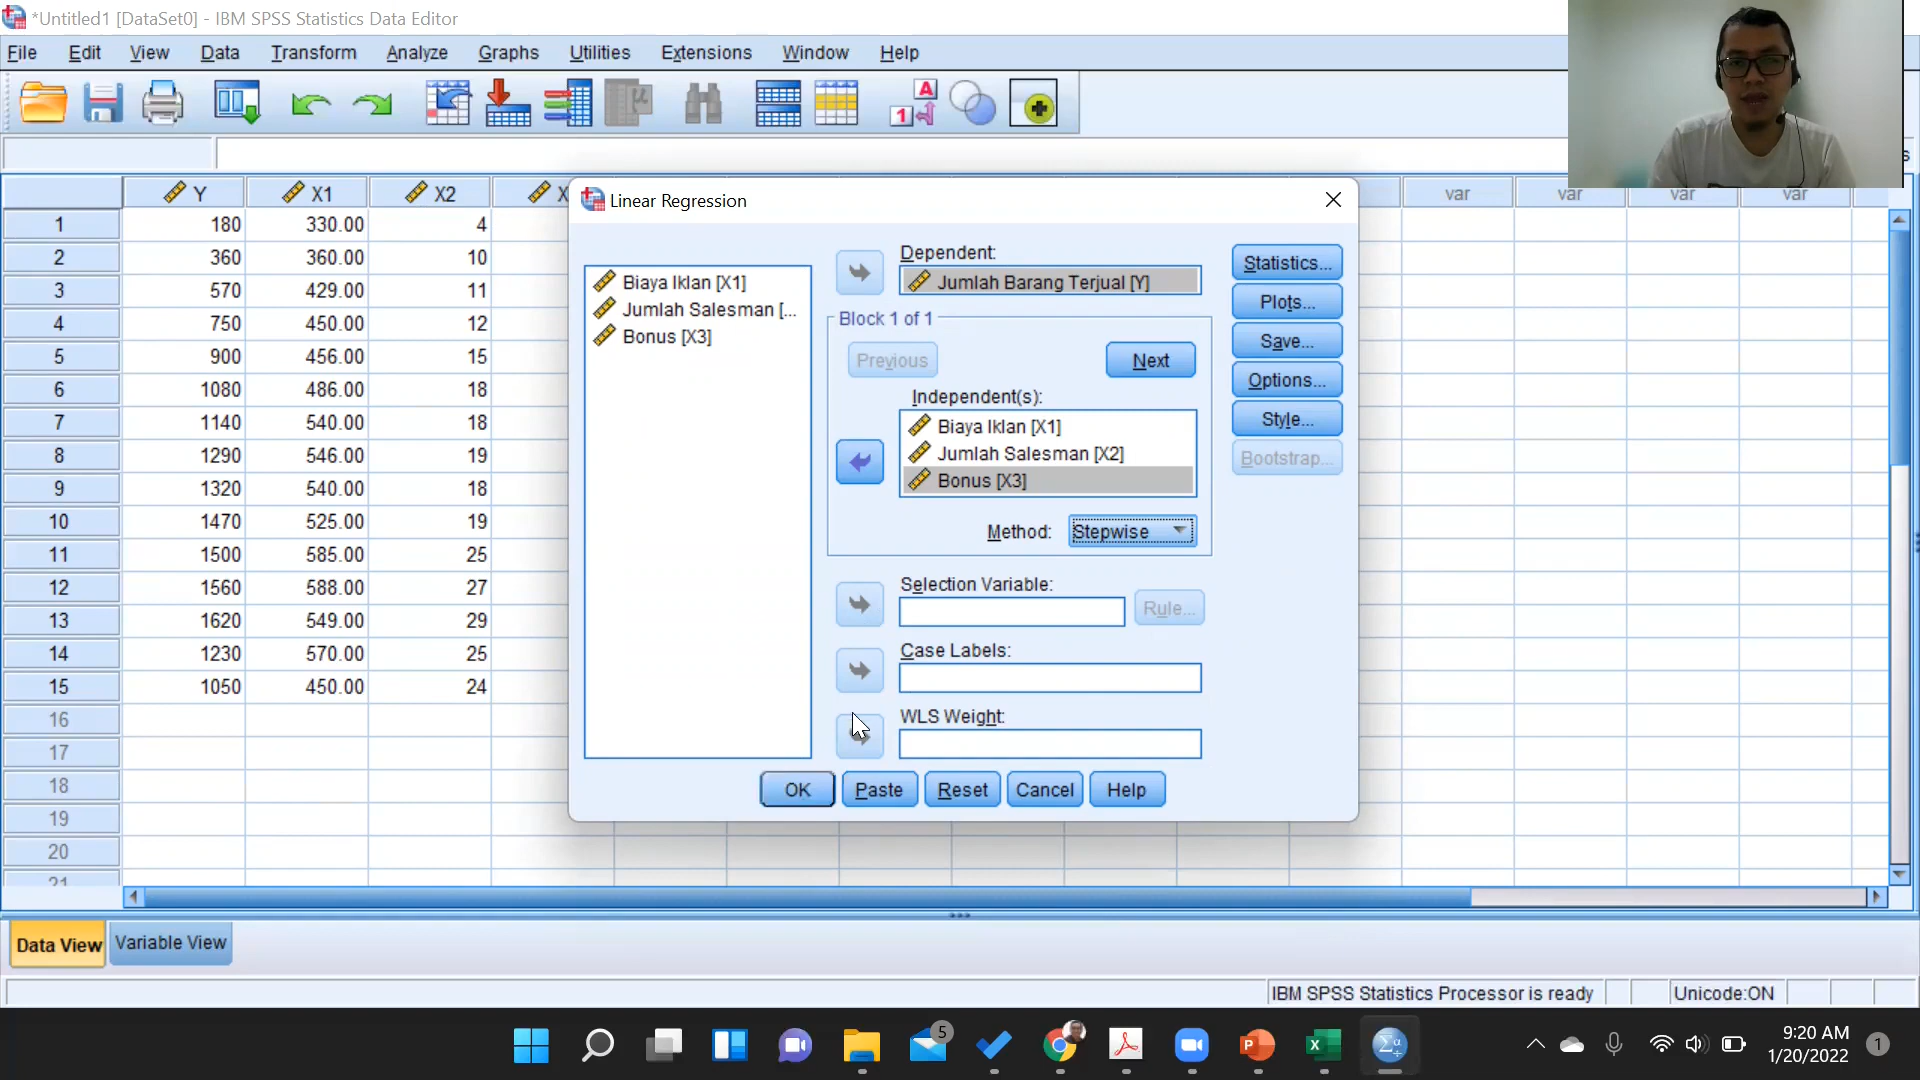 *Untitled1 [DataSet0] - IBM SPSS Statistics Data Editor
File Edit View Data Transform Analyze Graphs Utilities Extensions Window Help
Y X1 X2 X var var var var
1 180 330.00 4
2 360 360.00 10
3 570 429.00 11
4 750 450.00 12
5 900 456.00 15
6 1080 486.00 18
7 1140 540.00 18
8 1290 546.00 19
9 1320 540.00 18
10 1470 525.00 19
11 1500 585.00 25
12 1560 588.00 27
13 1620 549.00 29
14 1230 570.00 25
15 1050 450.00 24
16
17
18
19
20
21
Linear Regression
Biaya Iklan [X1]
Jumlah Salesman [...
Bonus [X3]
Dependent:
Jumlah Barang Terjual [Y]
Block 1 of 1
Previous Next
Independent(s):
Biaya Iklan [X1]
Jumlah Salesman [X2]
Bonus [X3]
Method: Stepwise
Selection Variable:
Rule...
Case Labels:
WLS Weight:
Statistics...
Plots...
Save...
Options...
Style...
Bootstrap...
OK Paste Reset Cancel Help
Data View Variable View
IBM SPSS Statistics Processor is ready Unicode:ON
5
9:20 AM
1/20/2022
1